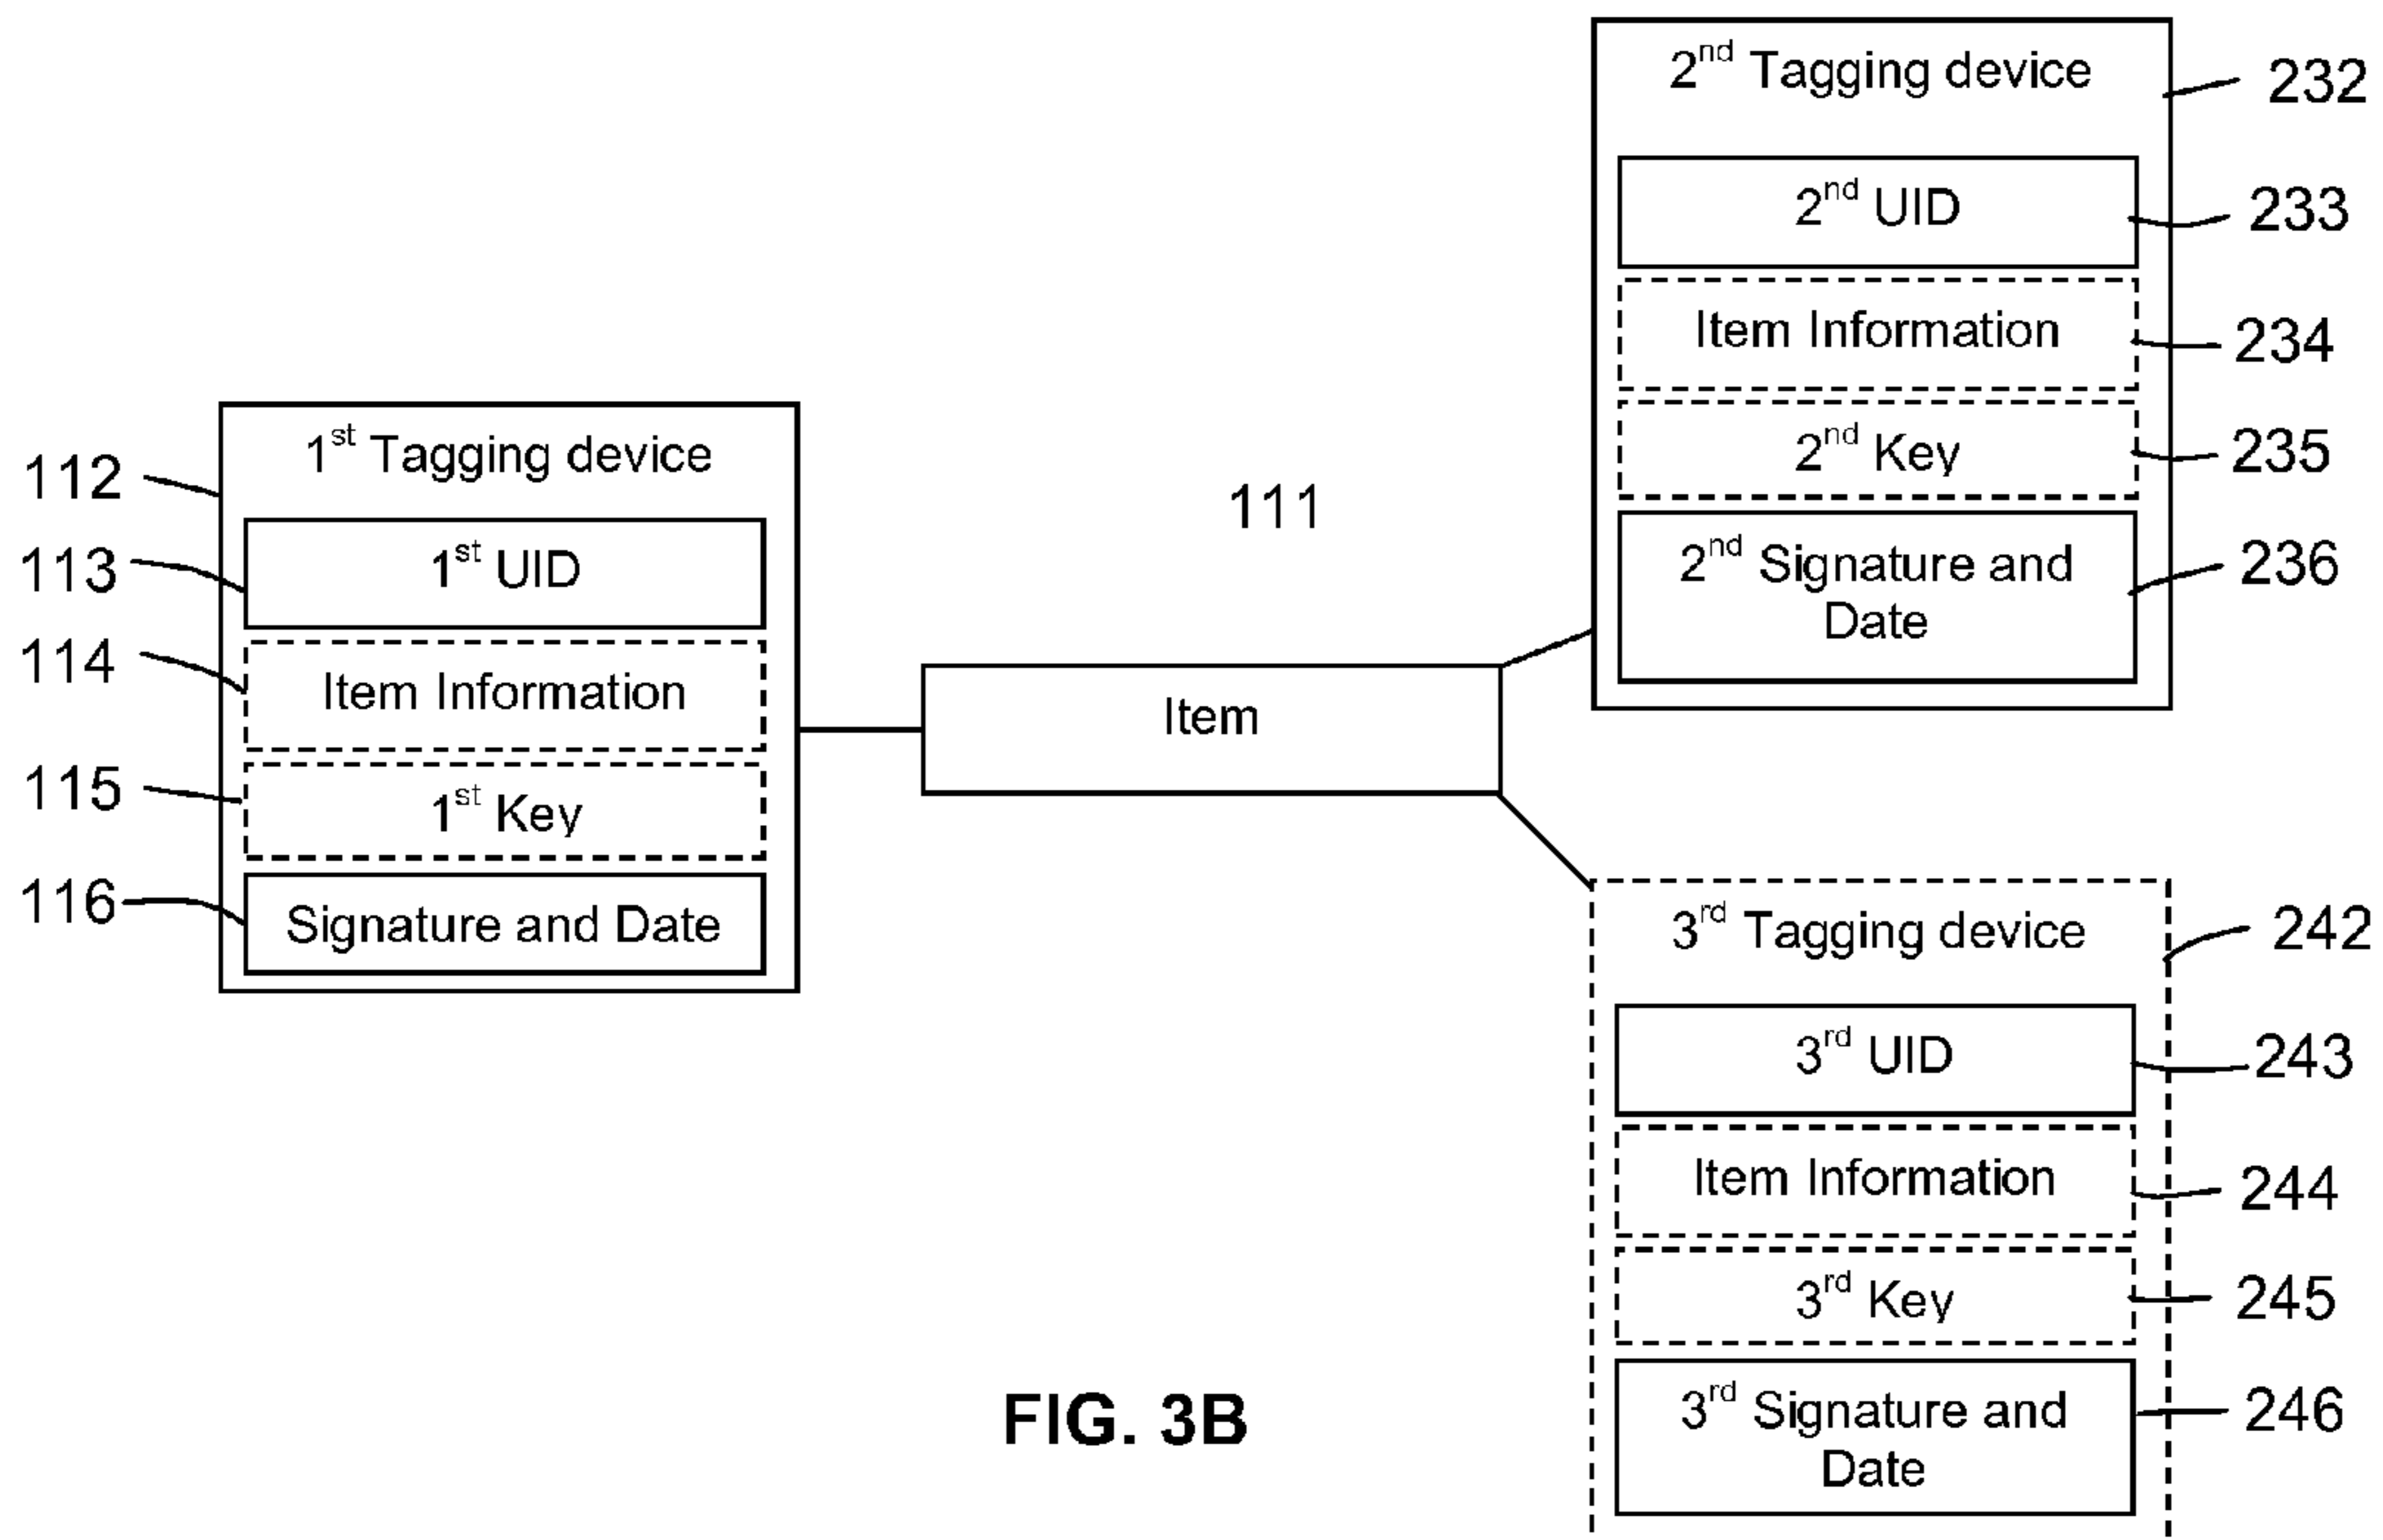 1st Tagging device
112
1st UID
113
Item Information
114
1st Key
115
Signature and Date
116
111
Item
2nd Tagging device
232
2nd UID
233
Item Information
234
2nd Key
235
2nd Signature and
Date
236
3rd Tagging device
242
3rd UID
243
Item Information
244
3rd Key
245
3rd Signature and
Date
246
FIG. 3B